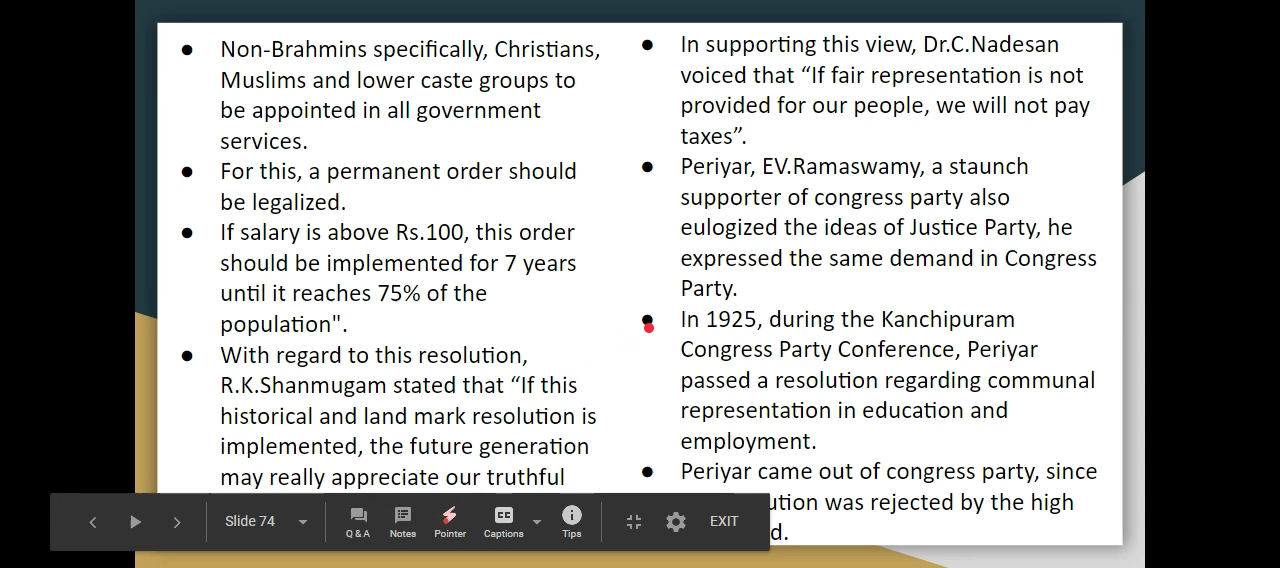 Non-Brahmins specifically, Christians,
Muslims and lower caste groups to
be appointed in all government
services.
For this, a permanent order should
be legalized.
If salary is above Rs.100, this order
should be implemented for 7 years
until it reaches 75% of the
population".
With regard to this resolution,
R.K.Shanmugam stated that “If this
historical and land mark resolution is
implemented, the future generation
may really appreciate our truthful
In supporting this view, Dr.C.Nadesan
voiced that “If fair representation is not
provided for our people, we will not pay
taxes”.
Periyar, EV.Ramaswamy, a staunch
supporter of congress party also
eulogized the ideas of Justice Party, he
expressed the same demand in Congress
Party.
In 1925, during the Kanchipuram
Congress Party Conference, Periyar
passed a resolution regarding communal
representation in education and
employment.
Periyar came out of congress party, since
ution was rejected by the high
d.
Slide 74
Q & A
Notes
Pointer
CC
Captions
Tips
EXIT